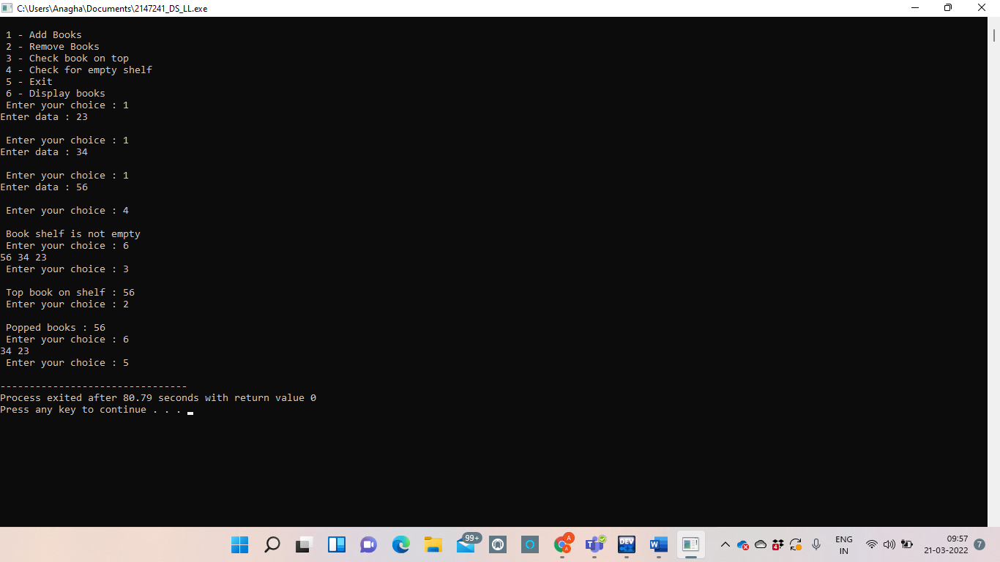 C:\Users\Anagha\Documents\2147241_DS_LL.exe
1 - Add Books
2 - Remove Books
3 - Check book on top
4 - Check for empty shelf
5 - Exit
6 - Display books
Enter your choice : 1
Enter data : 23
Enter your choice : 1
Enter data : 34
Enter your choice : 1
Enter data : 56
Enter your choice : 4
Book shelf is not empty
Enter your choice : 6
56 34 23
Enter your choice : 3
Top book on shelf : 56
Enter your choice : 2
Popped books : 56
Enter your choice : 6
34 23
Enter your choice : 5
--------------------------------
Process exited after 80.79 seconds with return value 0
Press any key to continue . . .
99+
A
A
T
DEV
W
4
ENG
IN
09:57
21-03-2022
7